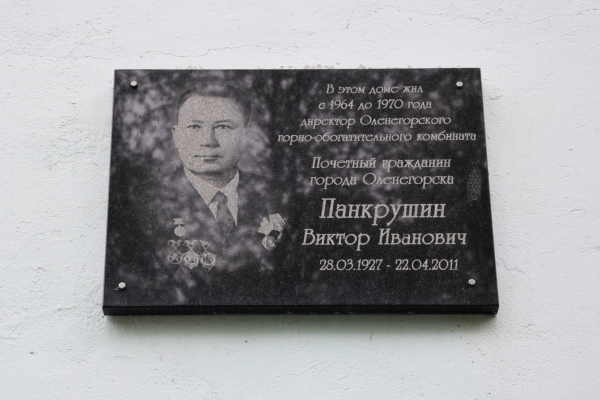 В этом доме жил
с 1964 до 1970 года
директор Оленегорского
горно-обогатительного комбината
Почетный гражданин
города Оленегорска
Панкрушин
Виктор Иванович
28.03.1927 - 22.04.2011